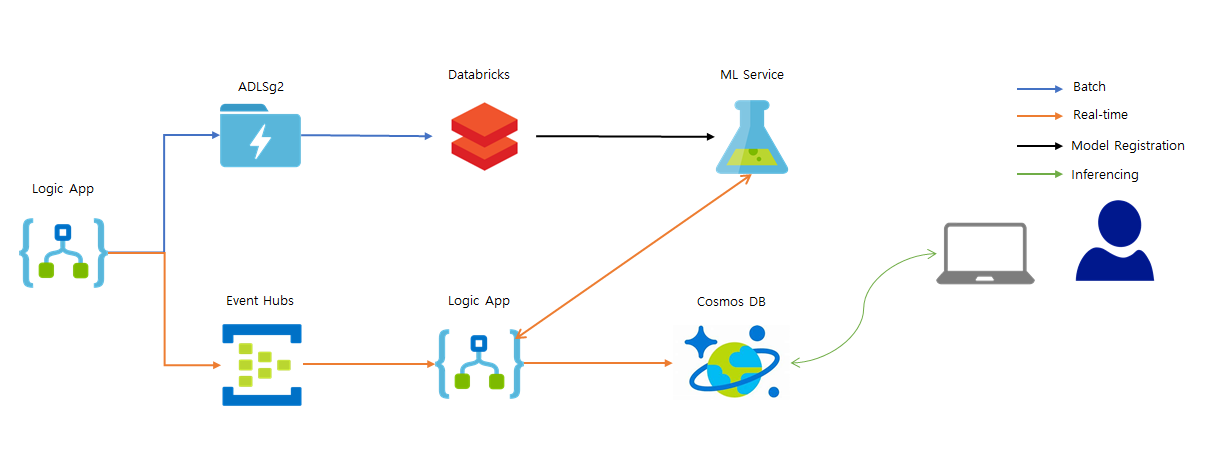 ADLSg2
Databricks
ML Service
Batch
Real-time
Model Registration
Inferencing
Logic App
Event Hubs
Logic App
Cosmos DB